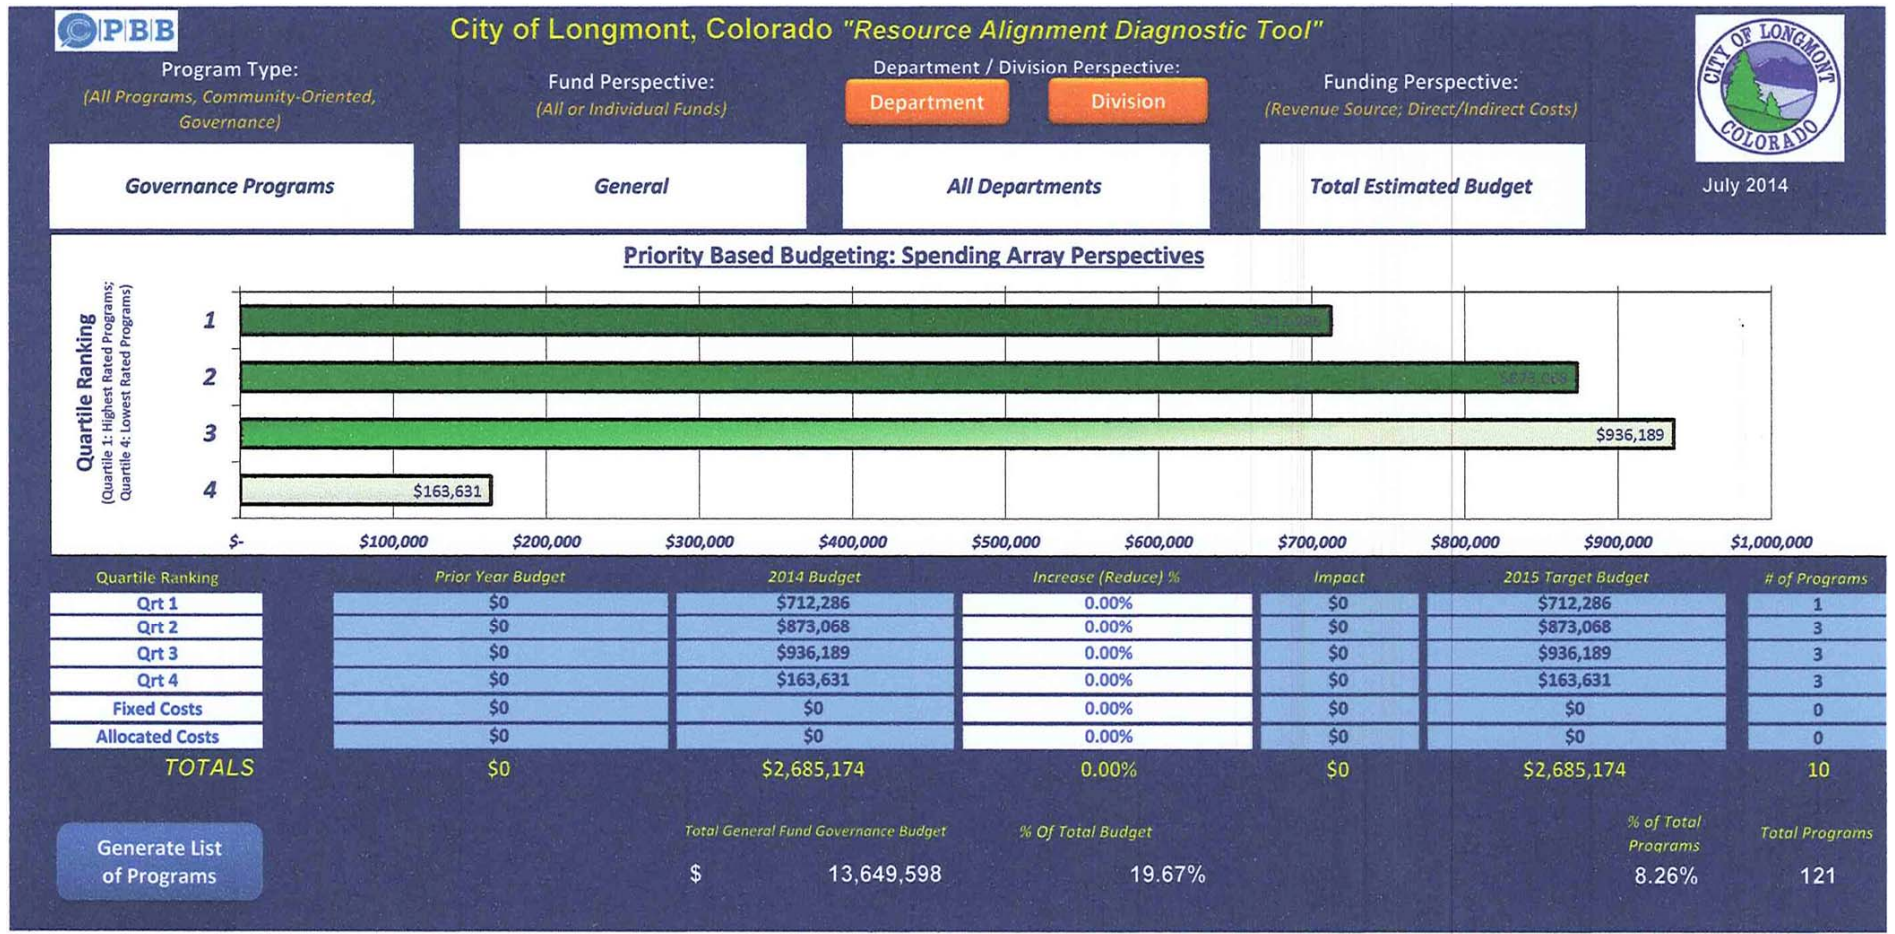 PBB
City of Longmont, Colorado "Resource Alignment Diagnostic Tool"
CITY OF LONGMONT
COLORADO
July 2014
Program Type:
(All Programs, Community-Oriented,
Governance)
Fund Perspective:
(All or Individual Funds)
Department / Division Perspective:
Department Division
Funding Perspective:
(Revenue Source; Direct/Indirect Costs)
Governance Programs General All Departments Total Estimated Budget
Priority Based Budgeting: Spending Array Perspectives
Quartile Ranking
(Quartile 1: Highest Rated Programs;
Quartile 4: Lowest Rated Programs)
1
2 $873,068
3 $936,189
4 $163,631
$- $100,000 $200,000 $300,000 $400,000 $500,000 $600,000 $700,000 $800,000 $900,000 $1,000,000
Quartile Ranking Prior Year Budget 2014 Budget Increase (Reduce) % Impact 2015 Target Budget # of Programs
Qrt 1 $0 $712,286 0.00% $0 $712,286 1
Qrt 2 $0 $873,068 0.00% $0 $873,068 3
Qrt 3 $0 $936,189 0.00% $0 $936,189 3
Qrt 4 $0 $163,631 0.00% $0 $163,631 3
Fixed Costs $0 $0 0.00% $0 $0 0
Allocated Costs $0 $0 0.00% $0 $0 0
TOTALS $0 $2,685,174 0.00% $0 $2,685,174 10
Generate List
of Programs
Total General Fund Governance Budget % Of Total Budget
$ 13,649,598 19.67%
% of Total
Programs
8.26%
Total Programs
121